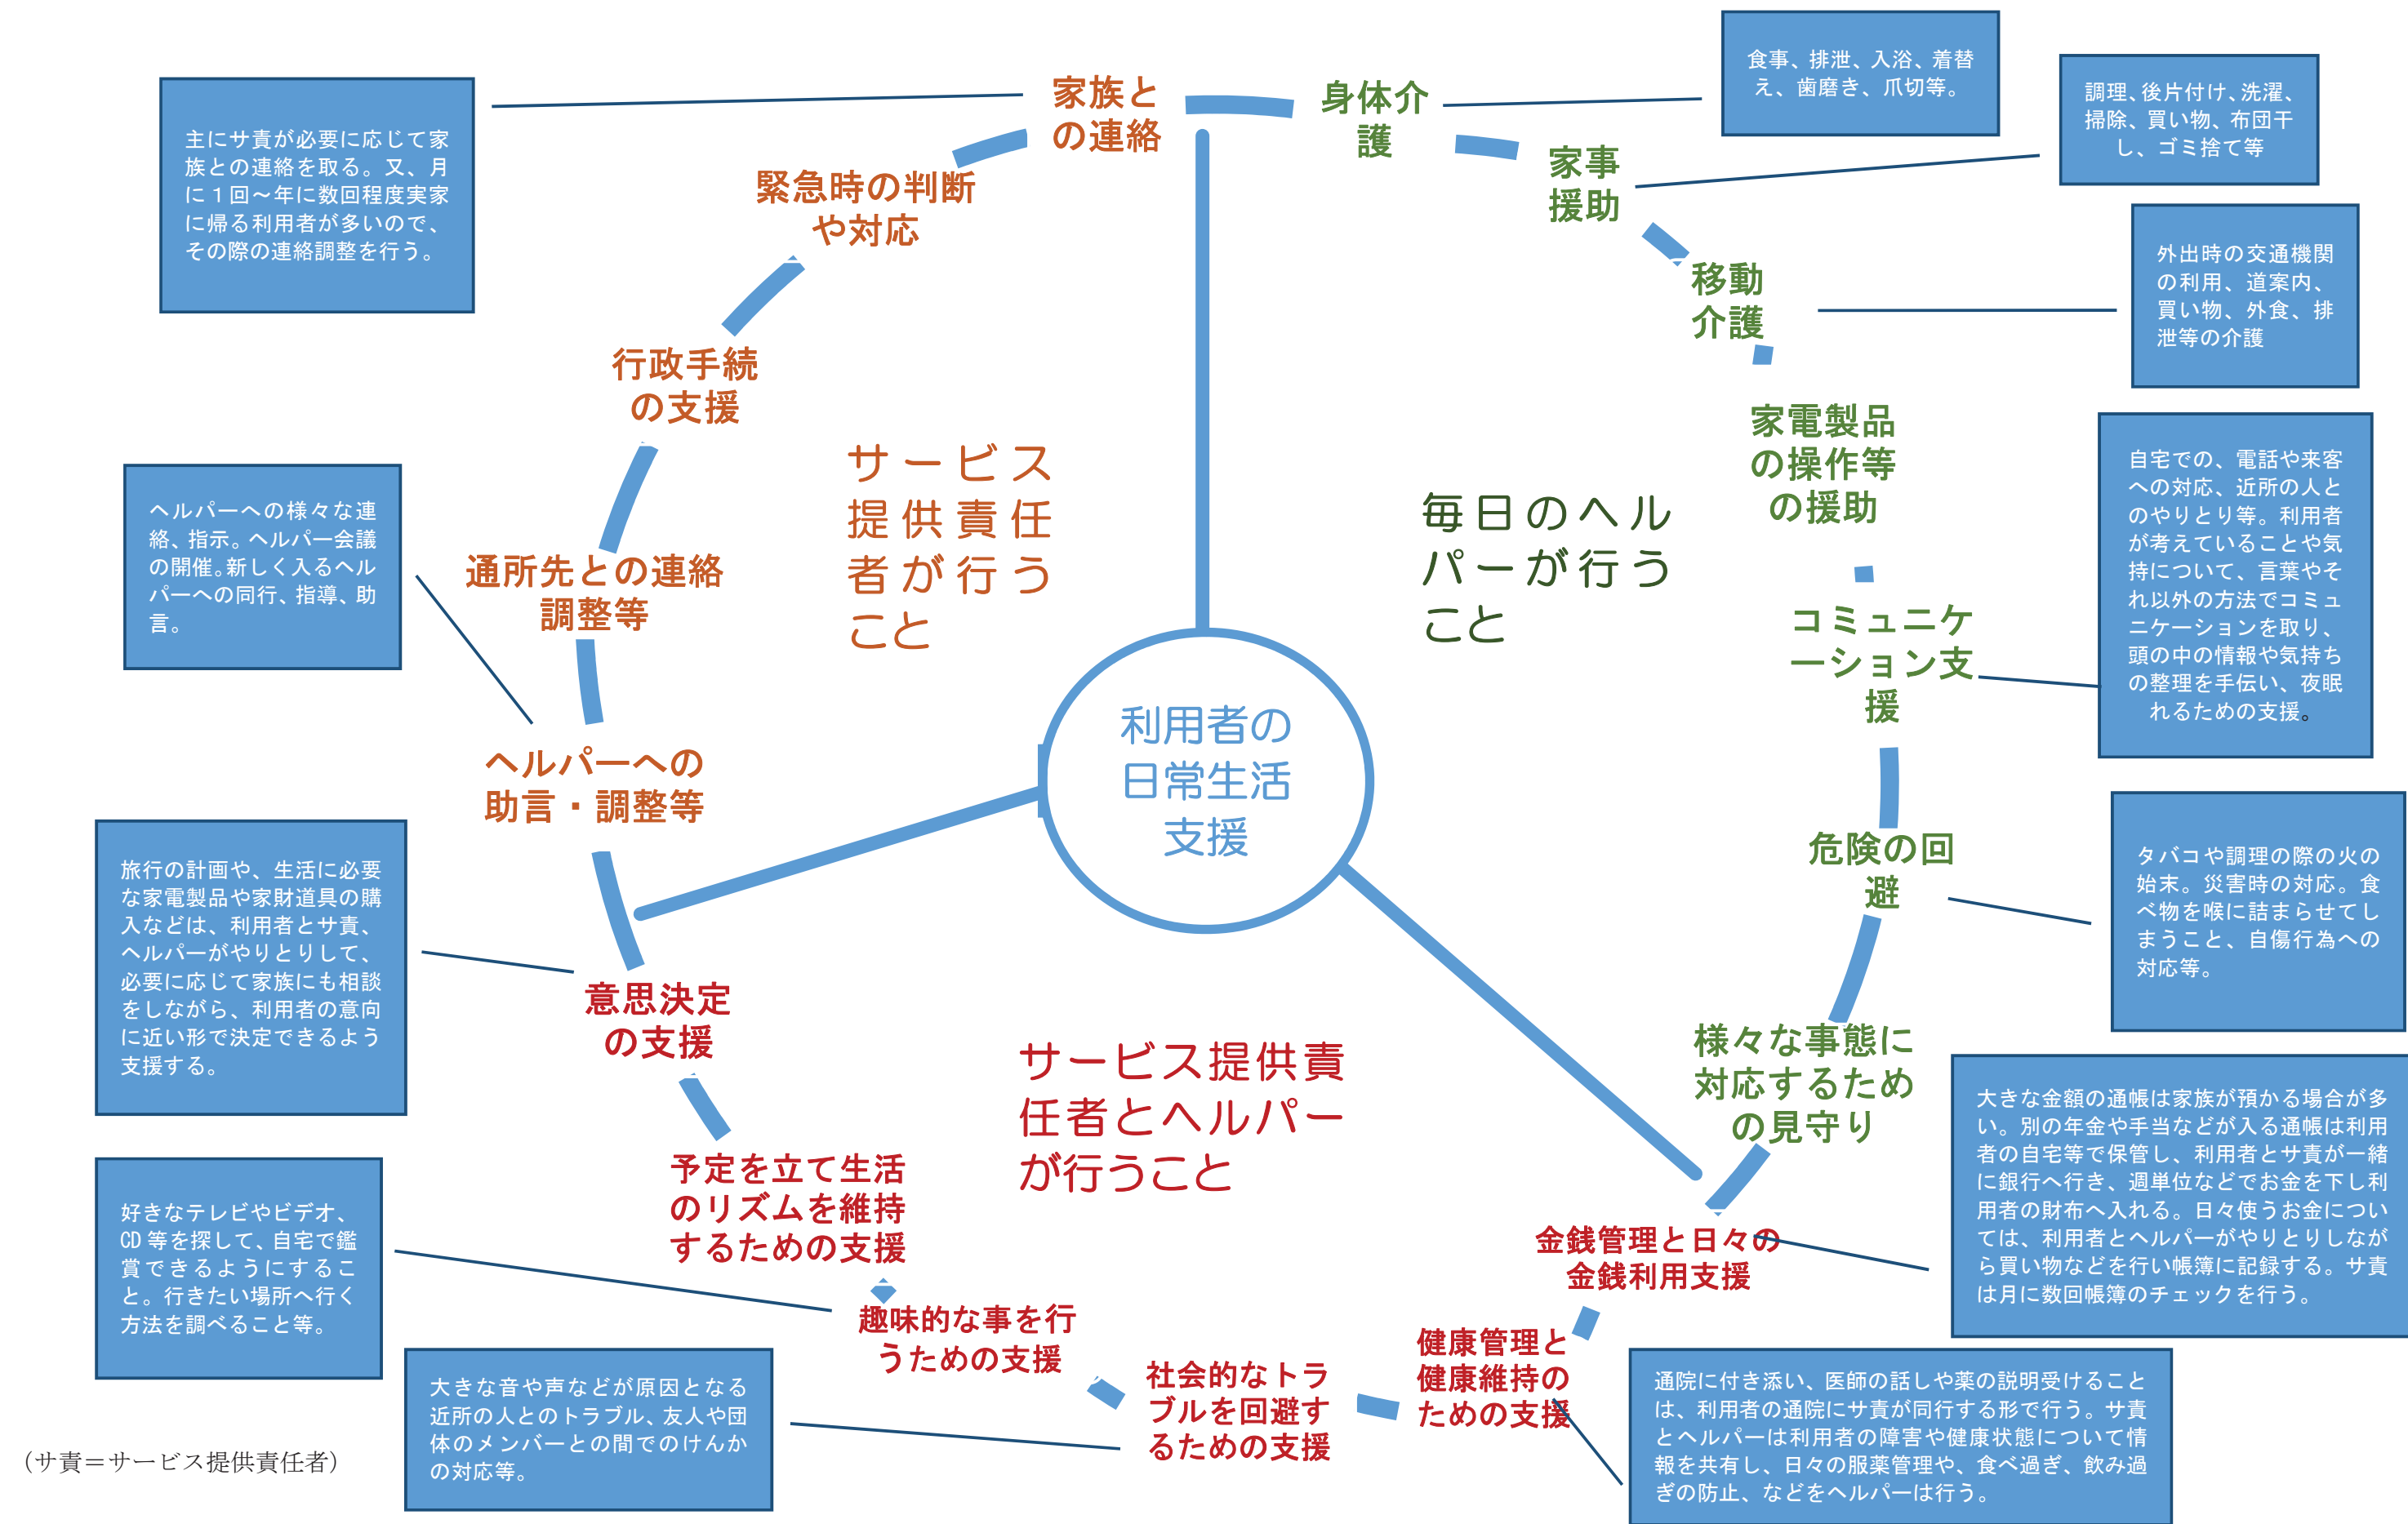 家族と
の連絡
身体介
護
家事
援助
移動
介護
家電製品
の操作等
の援助
コミュニケ
ーション支
援
危険の回
避
様々な事態に
対応するため
の見守り
金銭管理と日々の
金銭利用支援
健康管理と
健康維持の
ための支援
社会的なトラ
ブルを回避す
るための支援
趣味的な事を行
うための支援
予定を立て生活
のリズムを維持
するための支援
意思決定
の支援
ヘルパーへの
助言・調整等
通所先との連絡
調整等
行政手続
の支援
緊急時の判断
や対応
サービス
提供責任
者が行う
こと
毎日のヘル
パーが行う
こと
サービス提供責
任者とヘルパー
が行うこと
利用者の
日常生活
支援
食事、排泄、入浴、着替
え、歯磨き、爪切等。
調理、後片付け、洗濯、
掃除、買い物、布団干
し、ゴミ捨て等
外出時の交通機関
の利用、道案内、
買い物、外食、排
泄等の介護
自宅での、電話や来客
への対応、近所の人と
のやりとり等。利用者
が考えていることや気
持について、言葉やそ
れ以外の方法でコミュ
ニケーションを取り、
頭の中の情報や気持ち
の整理を手伝い、夜眠
れるための支援。
タバコや調理の際の火の
始末。災害時の対応。食
べ物を喉に詰まらせてし
まうこと、自傷行為への
対応等。
大きな金額の通帳は家族が預かる場合が多
い。別の年金や手当などが入る通帳は利用
者の自宅等で保管し、利用者とサ責が一緒
に銀行へ行き、週単位などでお金を下し利
用者の財布へ入れる。日々使うお金につい
ては、利用者とヘルパーがやりとりしなが
ら買い物などを行い帳簿に記録する。サ責
は月に数回帳簿のチェックを行う。
通院に付き添い、医師の話しや薬の説明受けること
は、利用者の通院にサ責が同行する形で行う。サ責
とヘルパーは利用者の障害や健康状態について情
報を共有し、日々の服薬管理や、食べ過ぎ、飲み過
ぎの防止、などをヘルパーは行う。
大きな音や声などが原因となる
近所の人とのトラブル、友人や団
体のメンバーとの間でのけんか
の対応等。
好きなテレビやビデオ、
CD 等を探して、自宅で鑑
賞できるようにするこ
と。行きたい場所へ行く
方法を調べること等。
旅行の計画や、生活に必要
な家電製品や家財道具の購
入などは、利用者とサ責、
ヘルパーがやりとりして、
必要に応じて家族にも相談
をしながら、利用者の意向
に近い形で決定できるよう
支援する。
ヘルパーへの様々な連
絡、指示。ヘルパー会議
の開催。新しく入るヘル
パーへの同行、指導、助
言。
主にサ責が必要に応じて家
族との連絡を取る。又、月
に１回～年に数回程度実家
に帰る利用者が多いので、
その際の連絡調整を行う。
（サ責＝サービス提供責任者）